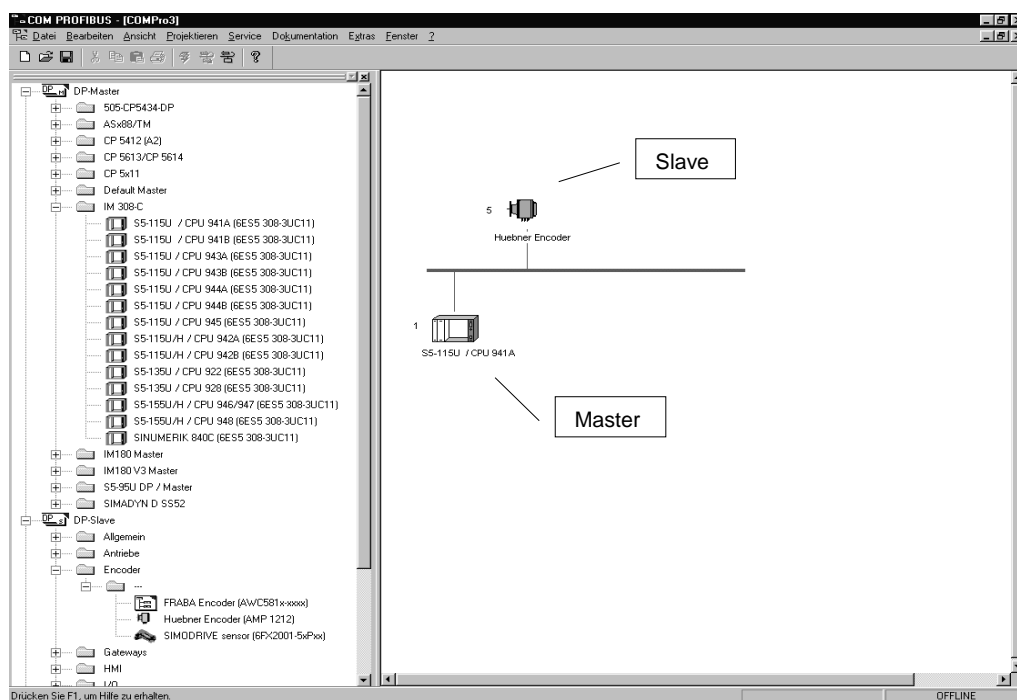 COM PROFIBUS - [COMPro3]
Datei Bearbeiten Ansicht Projektieren Service Dokumentation Extras Fenster ?
DP-Master
505-CP5434-DP
ASx88/TM
CP 5412 (A2)
CP 5613/CP 5614
CP 5x11
Default Master
IM 308-C
S5-115U / CPU 941A (6ES5 308-3UC11)
S5-115U / CPU 941B (6ES5 308-3UC11)
S5-115U / CPU 943A (6ES5 308-3UC11)
S5-115U / CPU 943B (6ES5 308-3UC11)
S5-115U / CPU 944A (6ES5 308-3UC11)
S5-115U / CPU 944B (6ES5 308-3UC11)
S5-115U / CPU 945 (6ES5 308-3UC11)
S5-115U/H / CPU 942A (6ES5 308-3UC11)
S5-115U/H / CPU 942B (6ES5 308-3UC11)
S5-135U / CPU 922 (6ES5 308-3UC11)
S5-135U / CPU 928 (6ES5 308-3UC11)
S5-155U/H / CPU 946/947 (6ES5 308-3UC11)
S5-155U/H / CPU 948 (6ES5 308-3UC11)
SINUMERIK 840C (6ES5 308-3UC11)
IM180 Master
IM180 V3 Master
S5-95U DP / Master
SIMADYN D SS52
DP-Slave
Allgemein
Antriebe
Encoder
...
FRABA Encoder (AWC581x-xxxx)
Huebner Encoder (AMP 1212)
SIMODRIVE sensor (6FX2001-5xPxx)
Gateways
HMI
I/O
Slave
5
Huebner Encoder
1
S5-115U / CPU 941A
Master
Drücken Sie F1, um Hilfe zu erhalten.
OFFLINE